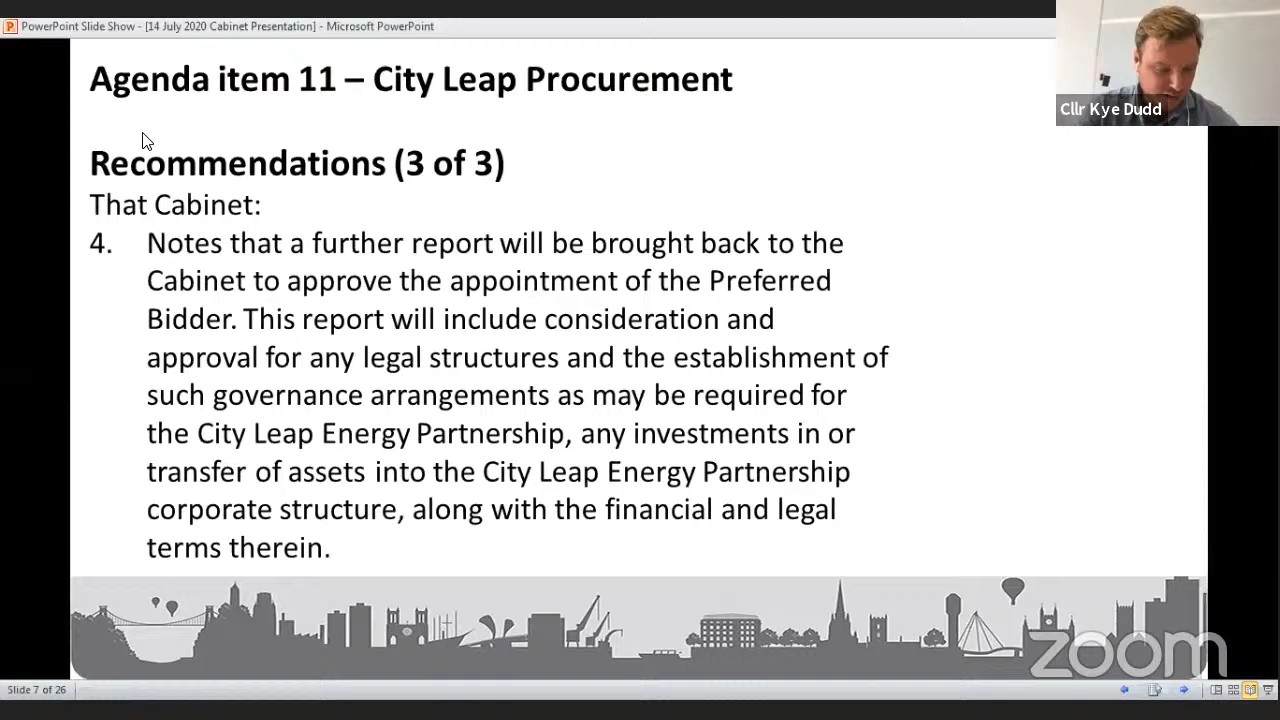 PowerPoint Slide Show - [14 July 2020 Cabinet Presentation] - Microsoft PowerPoint
Cllr Kye Dudd
Agenda item 11 – City Leap Procurement
Recommendations (3 of 3)
That Cabinet:
4. Notes that a further report will be brought back to the
Cabinet to approve the appointment of the Preferred
Bidder. This report will include consideration and
approval for any legal structures and the establishment of
such governance arrangements as may be required for
the City Leap Energy Partnership, any investments in or
transfer of assets into the City Leap Energy Partnership
corporate structure, along with the financial and legal
terms therein.
zoom
Slide 7 of 26